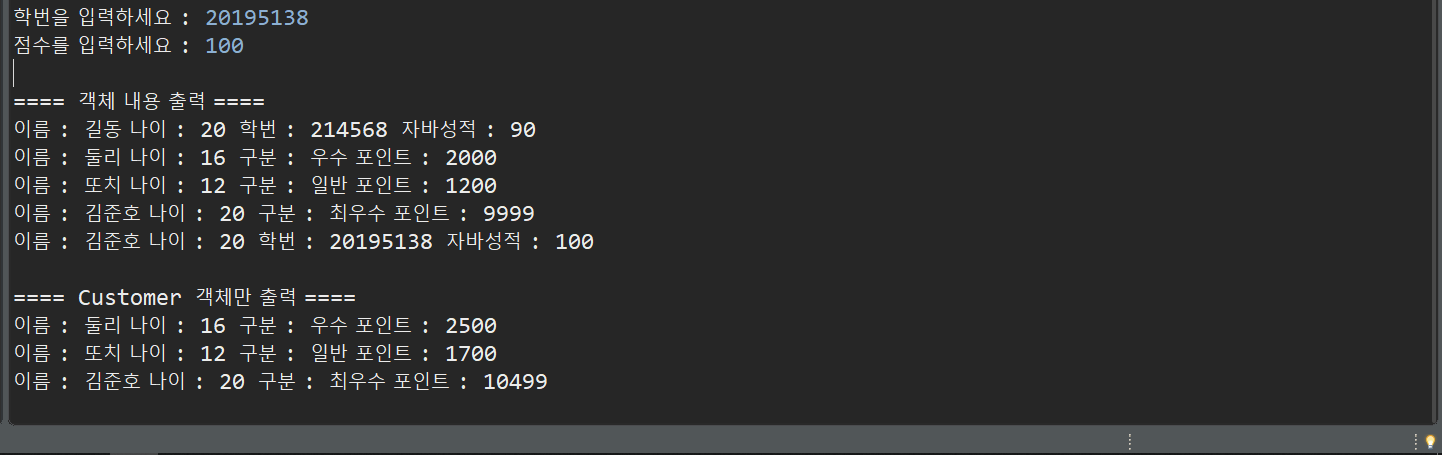 학번을 입력하세요 : 20195138
점수를 입력하세요 : 100
==== 객체 내용 출력 ====
이름 : 길동 나이 : 20 학번 : 214568 자바성적 : 90
이름 : 둘리 나이 : 16 구분 : 우수 포인트 : 2000
이름 : 또치 나이 : 12 구분 : 일반 포인트 : 1200
이름 : 김준호 나이 : 20 구분 : 최우수 포인트 : 9999
이름 : 김준호 나이 : 20 학번 : 20195138 자바성적 : 100
==== Customer 객체만 출력 ====
이름 : 둘리 나이 : 16 구분 : 우수 포인트 : 2500
이름 : 또치 나이 : 12 구분 : 일반 포인트 : 1700
이름 : 김준호 나이 : 20 구분 : 최우수 포인트 : 10499